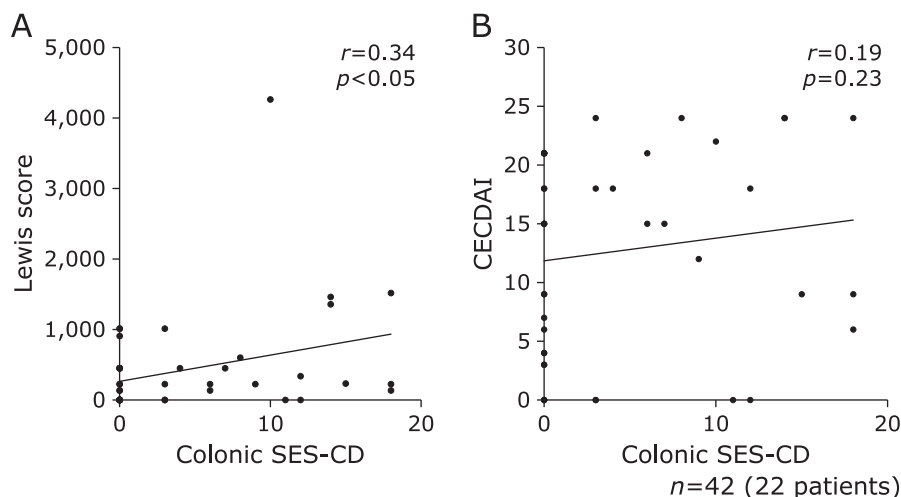 A
r=0.34
p<0.05
Lewis score
5,000
4,000
3,000
2,000
1,000
0
0 10 20
Colonic SES-CD
B
r=0.19
p=0.23
CECDAI
30
25
20
15
10
5
0
0 10 20
Colonic SES-CD
n=42 (22 patients)